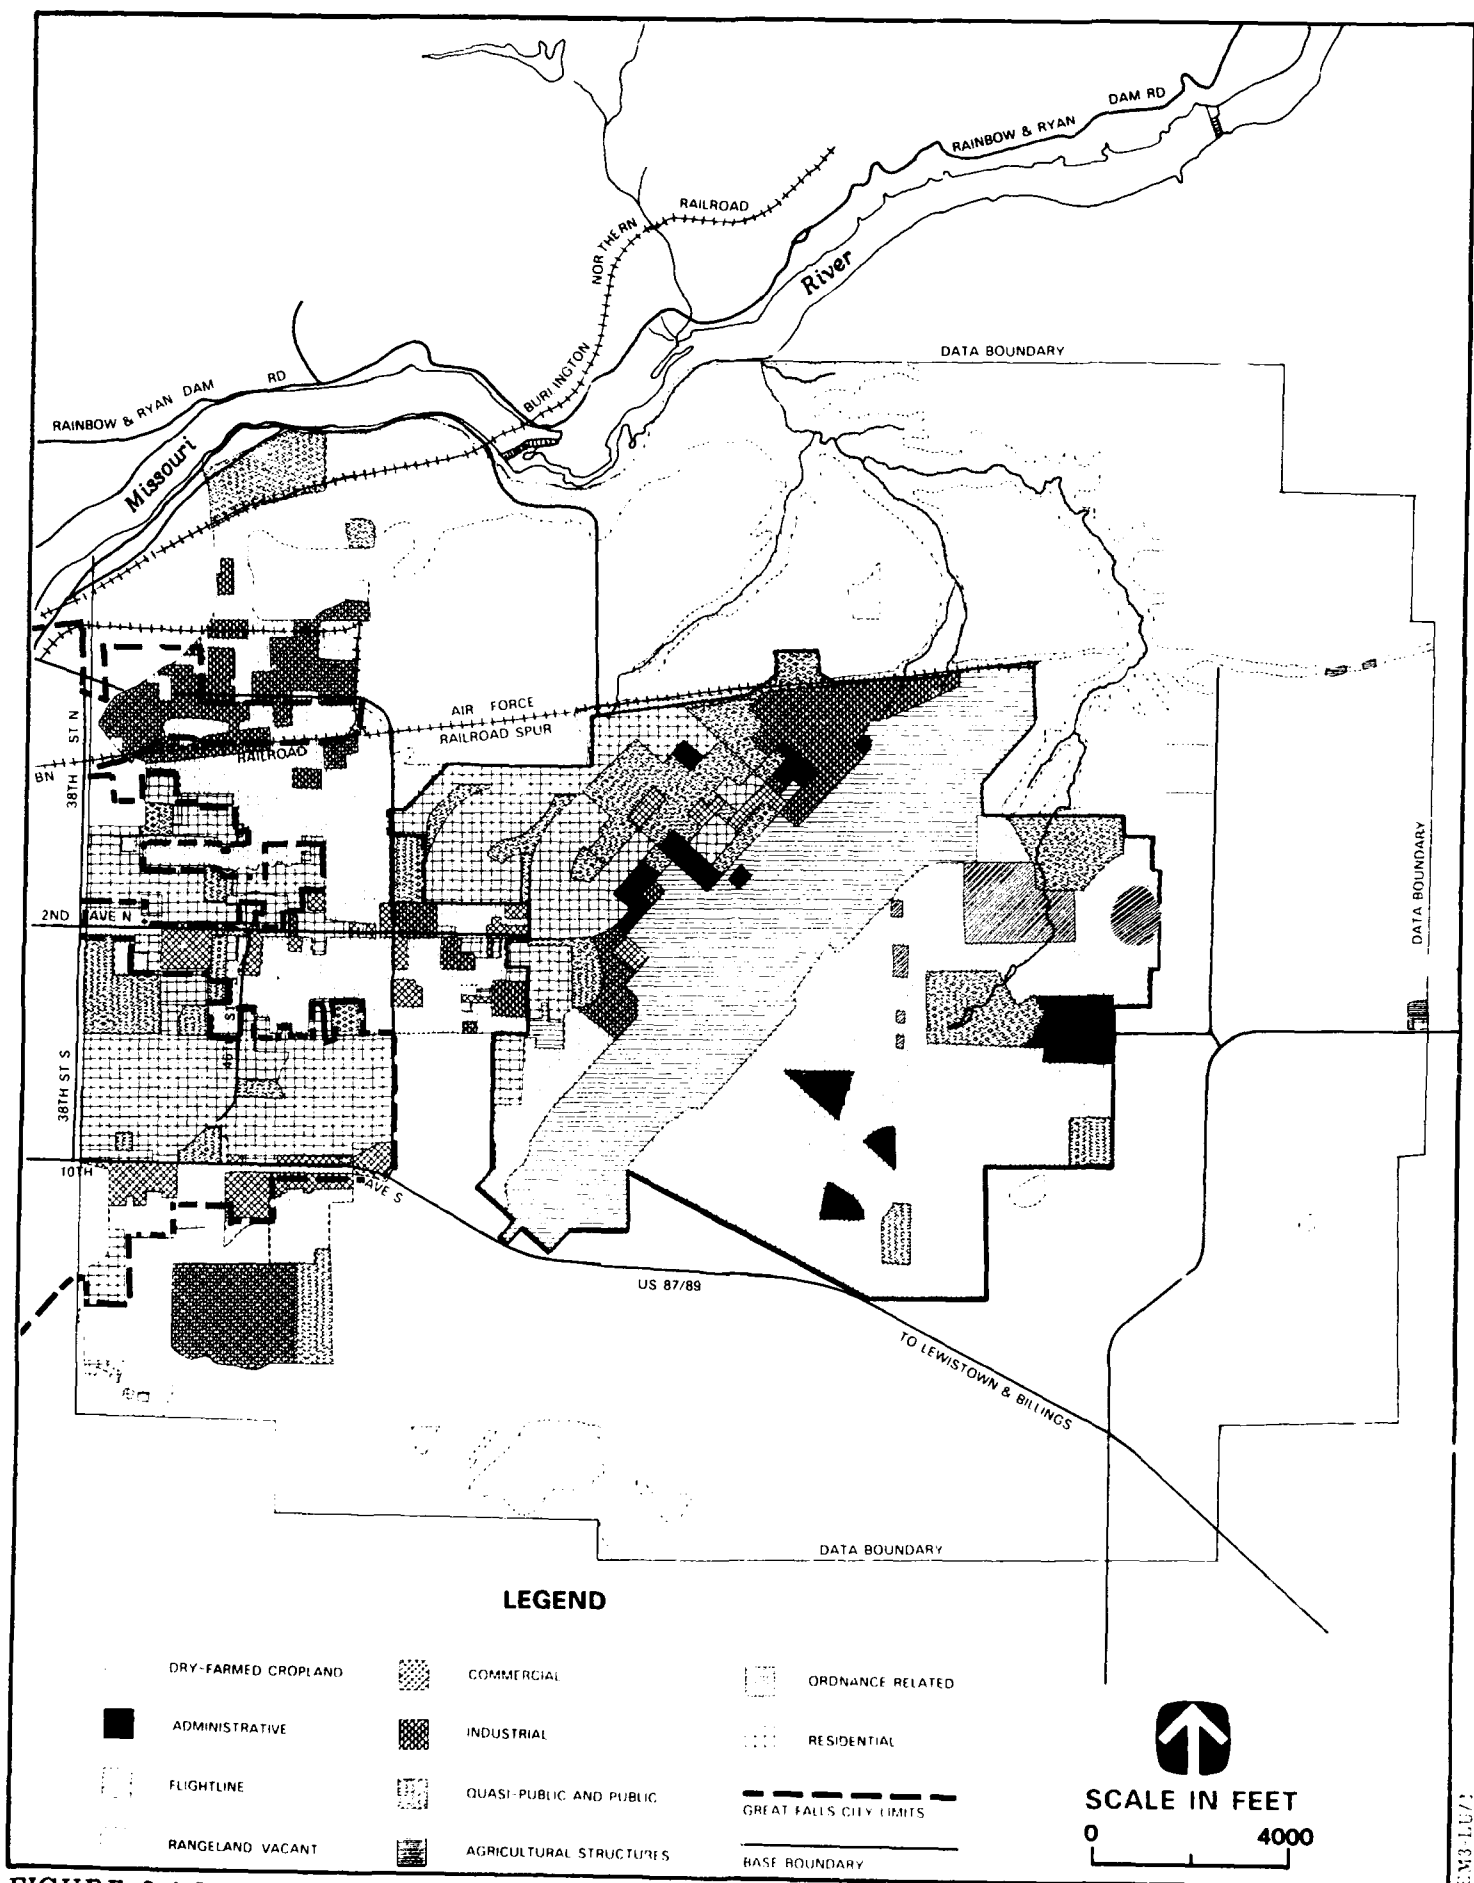 DAM RD
RAINBOW & RYAN
RAILROAD
NORTHERN
River
DATA BOUNDARY
BURLINGTON
RD
RAINBOW & RYAN DAM
Missouri
AIR FORCE
RAILROAD SPUR
38TH ST N
RAILROAD
BN
2ND AVE N
DATA BOUNDARY
ST
38TH ST S
10TH
AVE S
US 87/89
TO LEWISTOWN & BILLINGS
DATA BOUNDARY
LEGEND
DRY-FARMED CROPLAND
COMMERCIAL
ORDNANCE RELATED
ADMINISTRATIVE
INDUSTRIAL
RESIDENTIAL
FLIGHTLINE
QUASI-PUBLIC AND PUBLIC
GREAT FALLS CITY LIMITS
RANGELAND VACANT
AGRICULTURAL STRUCTURES
BASE BOUNDARY
SCALE IN FEET
0 4000